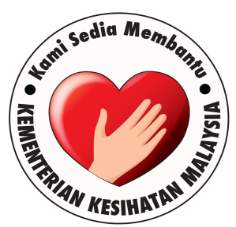 Kami Sedia Membantu
KEMENTERIAN KESIHATAN MALAYSIA